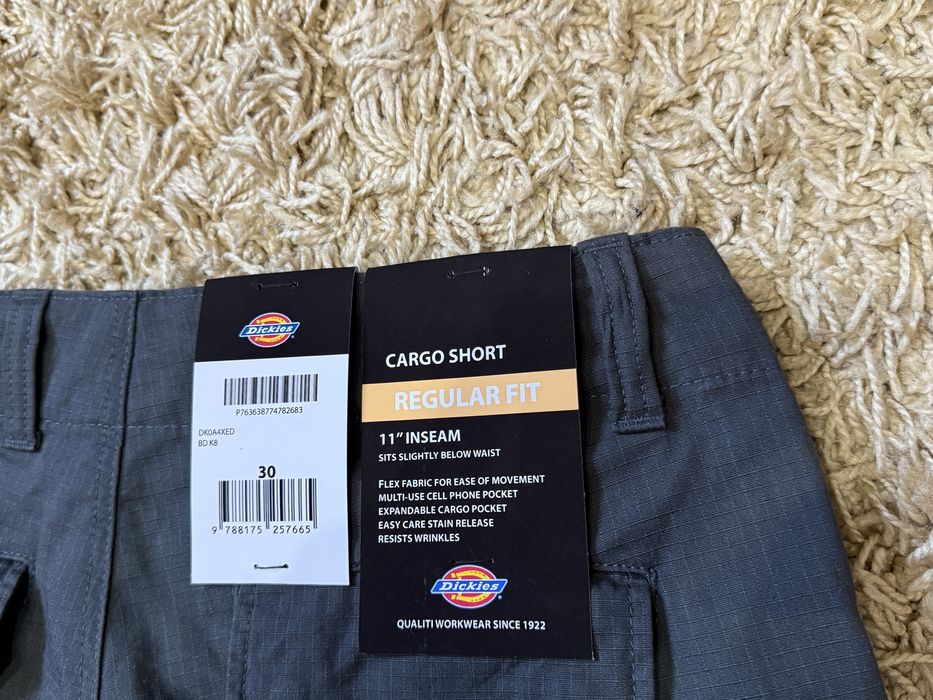 Dickies
P763638774782683
DK0A4XED
BD K8
30
9 788175 257665
CARGO SHORT
REGULAR FIT
11" INSEAM
SITS SLIGHTLY BELOW WAIST
FLEX FABRIC FOR EASE OF MOVEMENT
MULTI-USE CELL PHONE POCKET
EXPANDABLE CARGO POCKET
EASY CARE STAIN RELEASE
RESISTS WRINKLES
Dickies
QUALITI WORKWEAR SINCE 1922